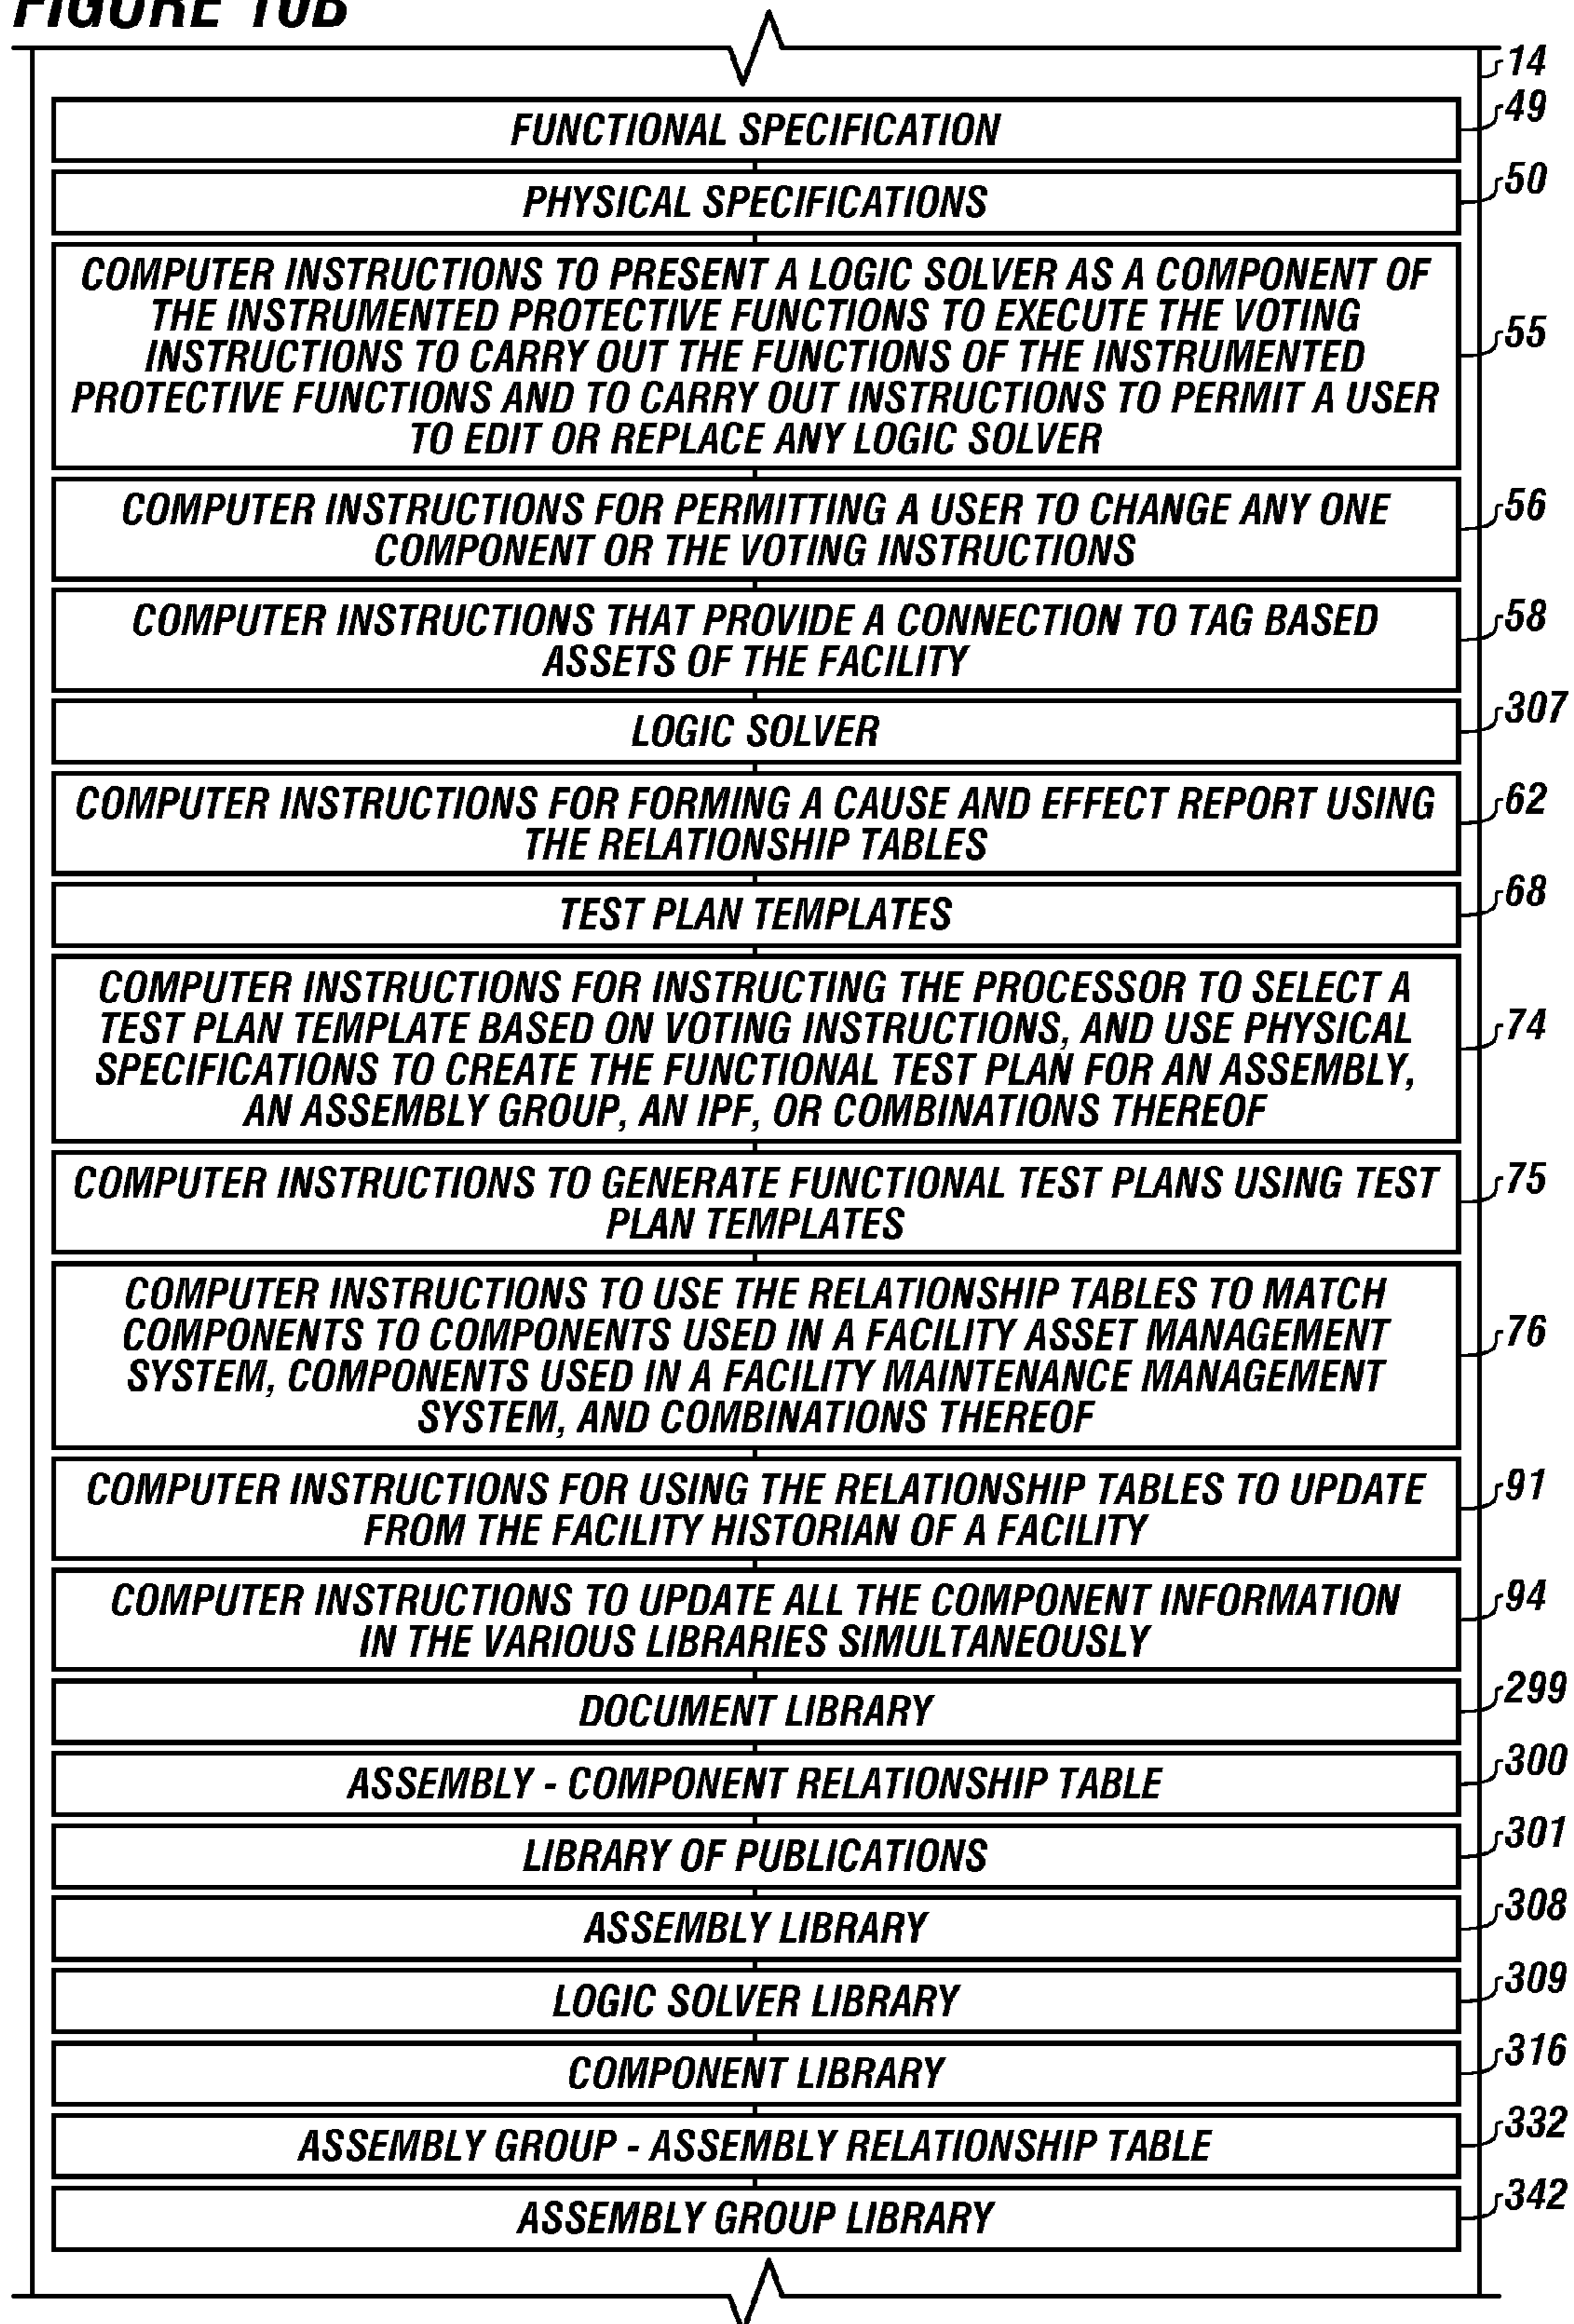 FIGURE 10B
14
FUNCTIONAL SPECIFICATION
49
PHYSICAL SPECIFICATIONS
50
COMPUTER INSTRUCTIONS TO PRESENT A LOGIC SOLVER AS A COMPONENT OF
THE INSTRUMENTED PROTECTIVE FUNCTIONS TO EXECUTE THE VOTING
INSTRUCTIONS TO CARRY OUT THE FUNCTIONS OF THE INSTRUMENTED
PROTECTIVE FUNCTIONS AND TO CARRY OUT INSTRUCTIONS TO PERMIT A USER
TO EDIT OR REPLACE ANY LOGIC SOLVER
55
COMPUTER INSTRUCTIONS FOR PERMITTING A USER TO CHANGE ANY ONE
COMPONENT OR THE VOTING INSTRUCTIONS
56
COMPUTER INSTRUCTIONS THAT PROVIDE A CONNECTION TO TAG BASED
ASSETS OF THE FACILITY
58
LOGIC SOLVER
307
COMPUTER INSTRUCTIONS FOR FORMING A CAUSE AND EFFECT REPORT USING
THE RELATIONSHIP TABLES
62
TEST PLAN TEMPLATES
68
COMPUTER INSTRUCTIONS FOR INSTRUCTING THE PROCESSOR TO SELECT A
TEST PLAN TEMPLATE BASED ON VOTING INSTRUCTIONS, AND USE PHYSICAL
SPECIFICATIONS TO CREATE THE FUNCTIONAL TEST PLAN FOR AN ASSEMBLY,
AN ASSEMBLY GROUP, AN IPF, OR COMBINATIONS THEREOF
74
COMPUTER INSTRUCTIONS TO GENERATE FUNCTIONAL TEST PLANS USING TEST
PLAN TEMPLATES
75
COMPUTER INSTRUCTIONS TO USE THE RELATIONSHIP TABLES TO MATCH
COMPONENTS TO COMPONENTS USED IN A FACILITY ASSET MANAGEMENT
SYSTEM, COMPONENTS USED IN A FACILITY MAINTENANCE MANAGEMENT
SYSTEM, AND COMBINATIONS THEREOF
76
COMPUTER INSTRUCTIONS FOR USING THE RELATIONSHIP TABLES TO UPDATE
FROM THE FACILITY HISTORIAN OF A FACILITY
91
COMPUTER INSTRUCTIONS TO UPDATE ALL THE COMPONENT INFORMATION
IN THE VARIOUS LIBRARIES SIMULTANEOUSLY
94
DOCUMENT LIBRARY
299
ASSEMBLY - COMPONENT RELATIONSHIP TABLE
300
LIBRARY OF PUBLICATIONS
301
ASSEMBLY LIBRARY
308
LOGIC SOLVER LIBRARY
309
COMPONENT LIBRARY
316
ASSEMBLY GROUP - ASSEMBLY RELATIONSHIP TABLE
332
ASSEMBLY GROUP LIBRARY
342